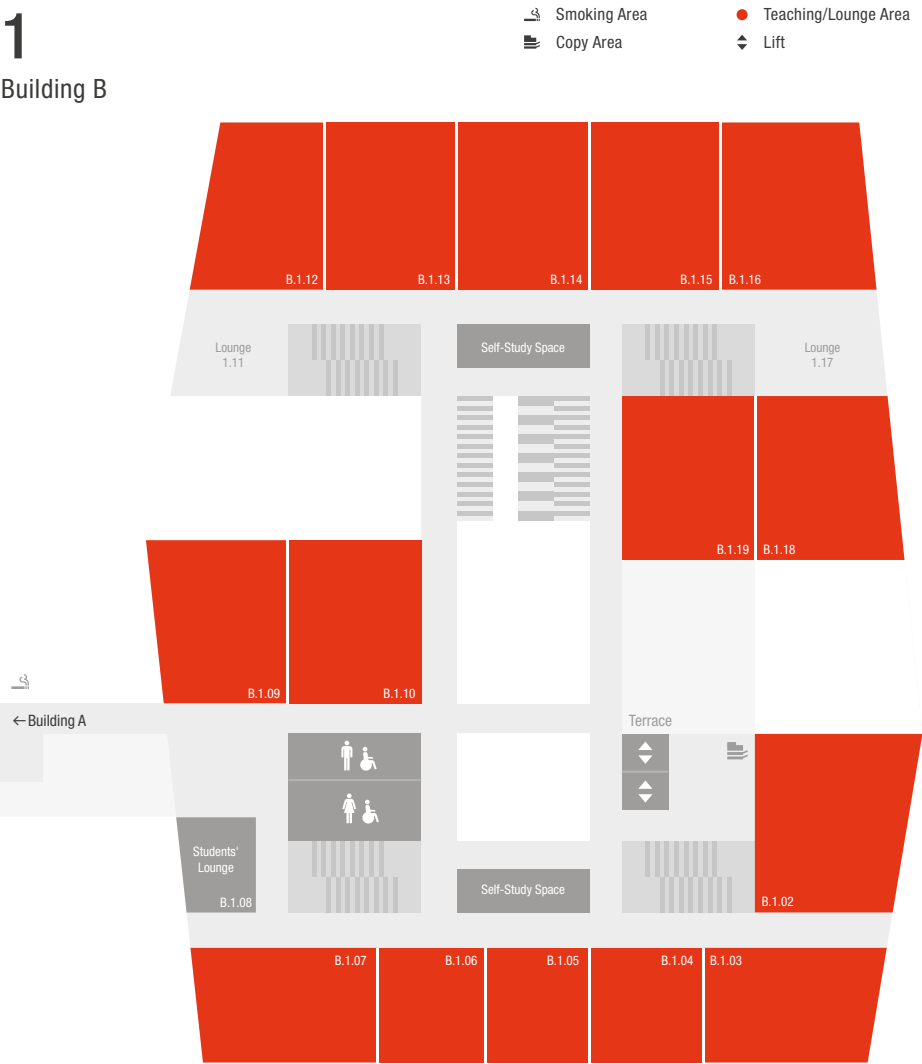 1
Building B
Smoking Area
Teaching/Lounge Area
Copy Area
Lift
B.1.12
B.1.13
B.1.14
B.1.15
B.1.16
Lounge
1.11
Self-Study Space
Lounge
1.17
B.1.19
B.1.18
B.1.09
B.1.10
←Building A
Terrace
Students'
Lounge
B.1.08
Self-Study Space
B.1.02
B.1.07
B.1.06
B.1.05
B.1.04
B.1.03